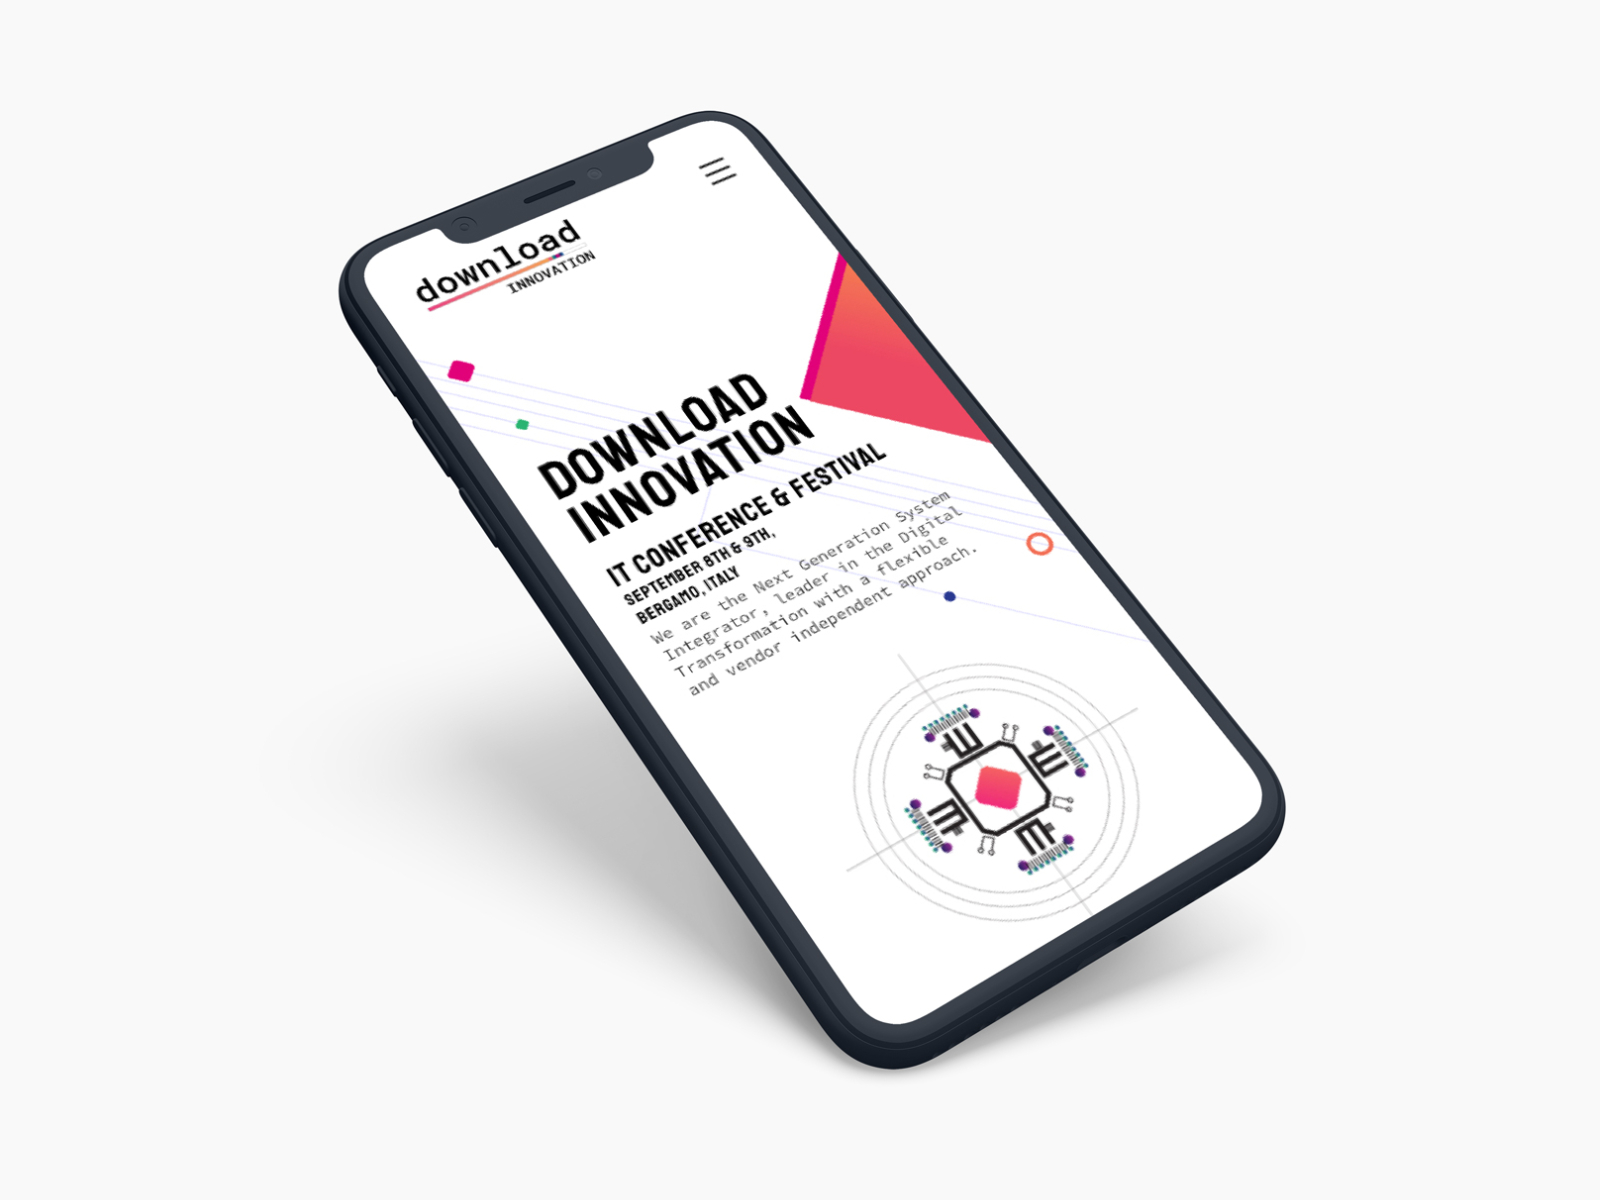 download
INNOVATION
DOWNLOAD
INNOVATION
IT CONFERENCE & FESTIVAL
SEPTEMBER 8TH & 9TH,
BERGAMO, ITALY
We are the Next Generation System
Integrator, leader in the Digital
Transformation with a flexible
and vendor independent approach.